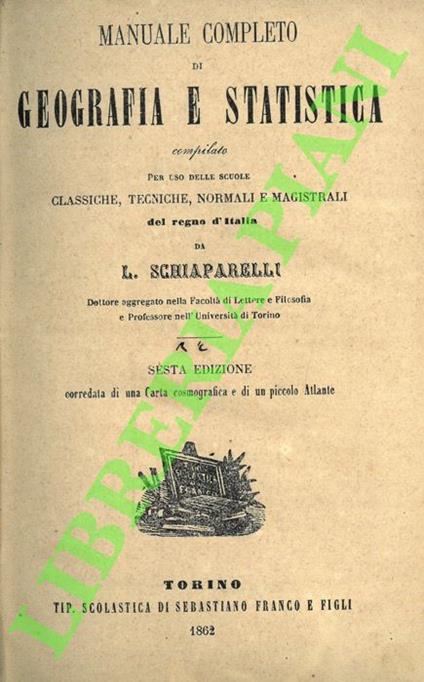 MANUALE COMPLETO
DI
GEOGRAFIA E STATISTICA
compilato
PER USO DELLE SCUOLE
CLASSICHE, TECNICHE, NORMALI E MAGISTRALI
del regno d'Italia
DA
L. SCHIAPARELLI
Dottore aggregato nella Facoltà di Lettere e Filosofia
e Professore nell'Università di Torino
SESTA EDIZIONE
corredata di una Carta cosmografica e di un piccolo Atlante
TORINO
TIP. SCOLASTICA DI SEBASTIANO FRANCO E FIGLI
1862
LIBRERIA PIANI